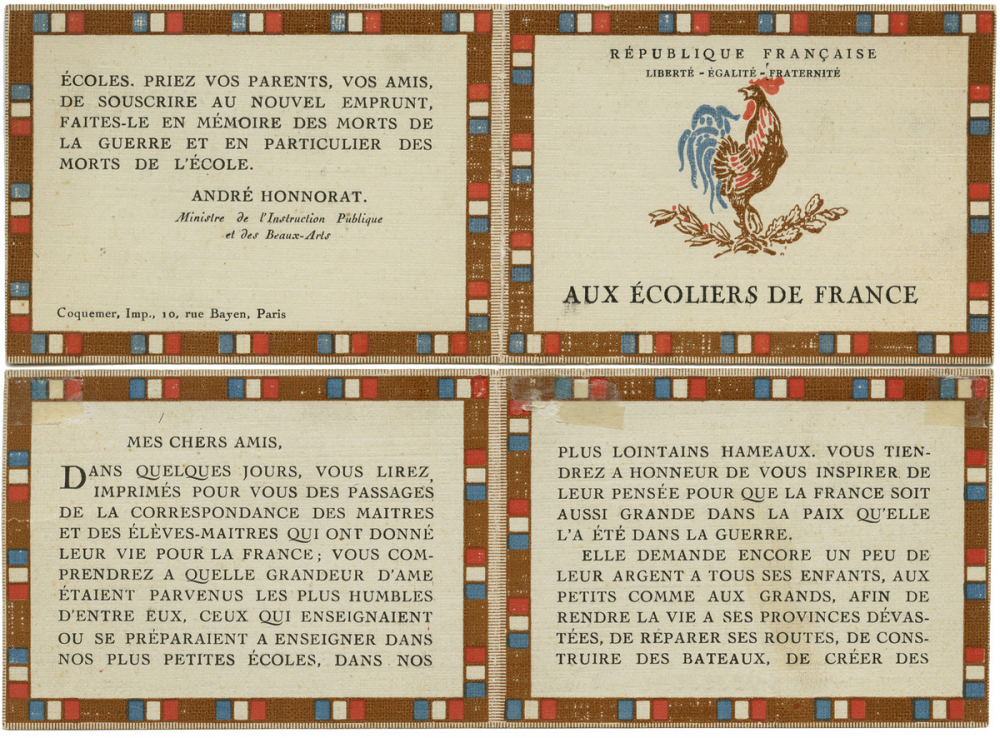 ÉCOLES. PRIEZ VOS PARENTS, VOS AMIS,
DE SOUSCRIRE AU NOUVEL EMPRUNT,
FAITES-LE EN MÉMOIRE DES MORTS DE
LA GUERRE ET EN PARTICULIER DES
MORTS DE L'ÉCOLE.
ANDRÉ HONNORAT.
Ministre de l'Instruction Publique
et des Beaux-Arts
Coquemer, Imp., 10, rue Bayen, Paris
RÉPUBLIQUE FRANÇAISE
LIBERTÉ - ÉGALITÉ - FRATERNITÉ
AUX ÉCOLIERS DE FRANCE
MES CHERS AMIS,
DANS QUELQUES JOURS, VOUS LIREZ,
IMPRIMÉS POUR VOUS DES PASSAGES
DE LA CORRESPONDANCE DES MAITRES
ET DES ÉLÈVES-MAITRES QUI ONT DONNÉ
LEUR VIE POUR LA FRANCE; VOUS COM-
PRENDREZ A QUELLE GRANDEUR D'AME
ÉTAIENT PARVENUS LES PLUS HUMBLES
D'ENTRE EUX, CEUX QUI ENSEIGNAIENT
OU SE PRÉPARAIENT A ENSEIGNER DANS
NOS PLUS PETITES ÉCOLES, DANS NOS
PLUS LOINTAINS HAMEAUX. VOUS TIEN-
DREZ A HONNEUR DE VOUS INSPIRER DE
LEUR PENSÉE POUR QUE LA FRANCE SOIT
AUSSI GRANDE DANS LA PAIX QU'ELLE
L'A ÉTÉ DANS LA GUERRE.
ELLE DEMANDE ENCORE UN PEU DE
LEUR ARGENT A TOUS SES ENFANTS, AUX
PETITS COMME AUX GRANDS, AFIN DE
RENDRE LA VIE A SES PROVINCES DÉVAS-
TÉES, DE RÉPARER SES ROUTES, DE CONS-
TRUIRE DES BATEAUX, DE CRÉER DES